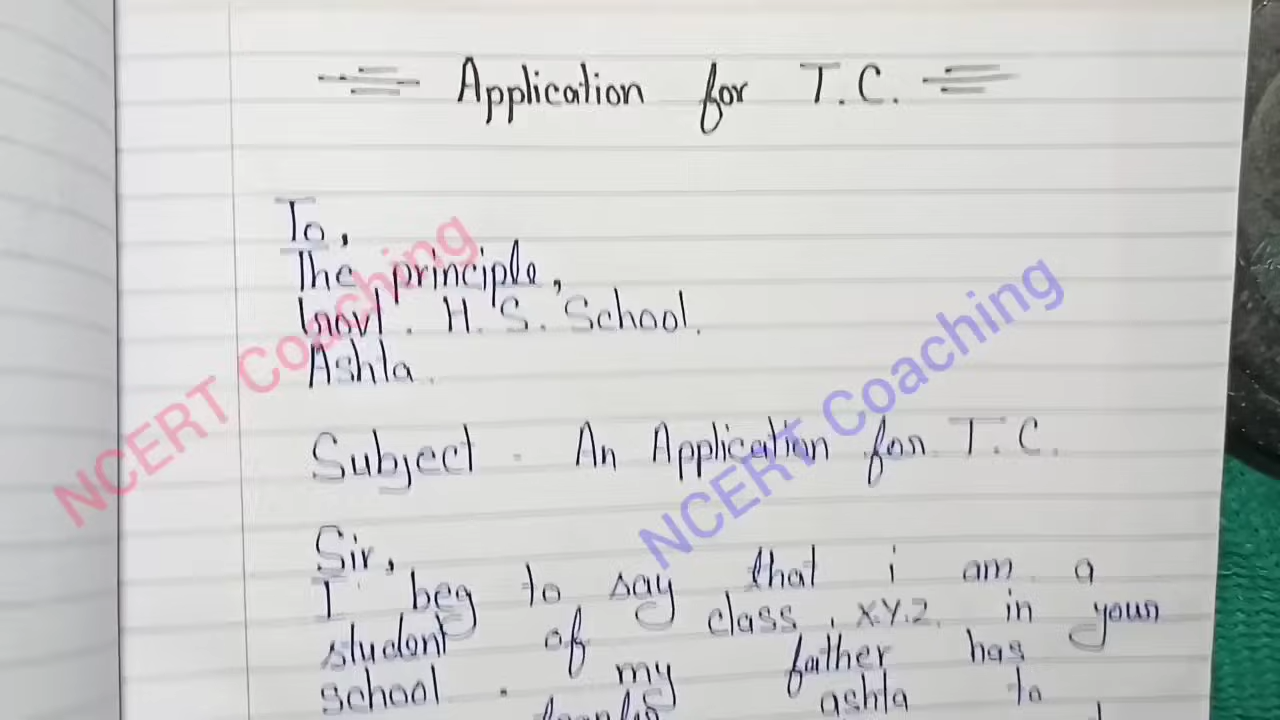 Application for T.C.
To,
The principle,
Govt. H. S. School.
Ashta.
Subject. An Application for T.C.
Sir,
I beg to say that i am a
student of class. X.Y.Z. in your
school. my father has
ashta to
NCERT Coaching
NCERT Coaching